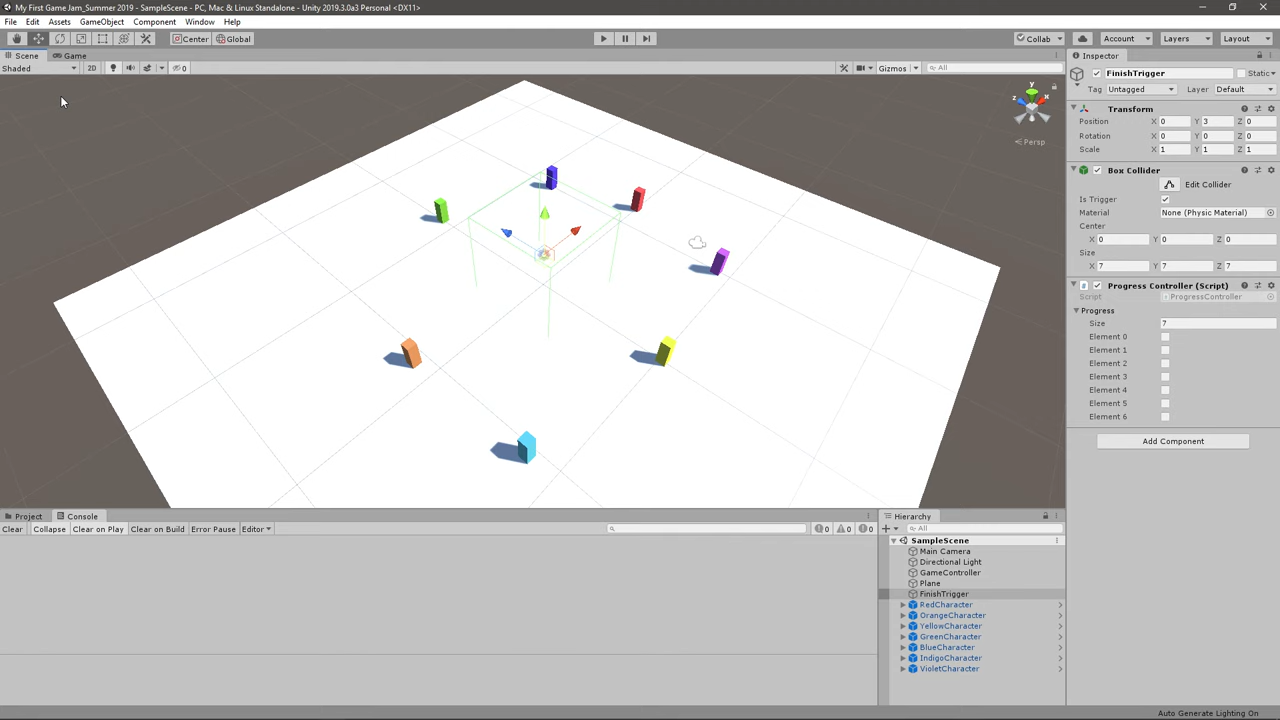 My First Game Jam_Summer 2019 - SampleScene - PC, Mac & Linux Standalone - Unity 2019.3.0a3 Personal <DX11>
File Edit Assets GameObject Component Window Help
Center Global Collab Account Layers Layout
Scene Game
Shaded 2D 0 Gizmos All
y
x
z
Persp
Inspector
FinishTrigger Static
Tag Untagged Layer Default
Transform
Position X 0 Y 3 Z 0
Rotation X 0 Y 0 Z 0
Scale X 1 Y 1 Z 1
Box Collider
Edit Collider
Is Trigger
Material None (Physic Material)
Center
X 0 Y 0 Z 0
Size
X 7 Y 7 Z 7
# Progress Controller (Script)
Script ProgressController
Progress
Size 7
Element 0
Element 1
Element 2
Element 3
Element 4
Element 5
Element 6
Add Component
Project Console
Clear Collapse Clear on Play Clear on Build Error Pause Editor 0 0 0
Hierarchy
All
SampleScene
Main Camera
Directional Light
GameController
Plane
FinishTrigger
RedCharacter
OrangeCharacter
YellowCharacter
GreenCharacter
BlueCharacter
IndigoCharacter
VioletCharacter
Auto Generate Lighting On